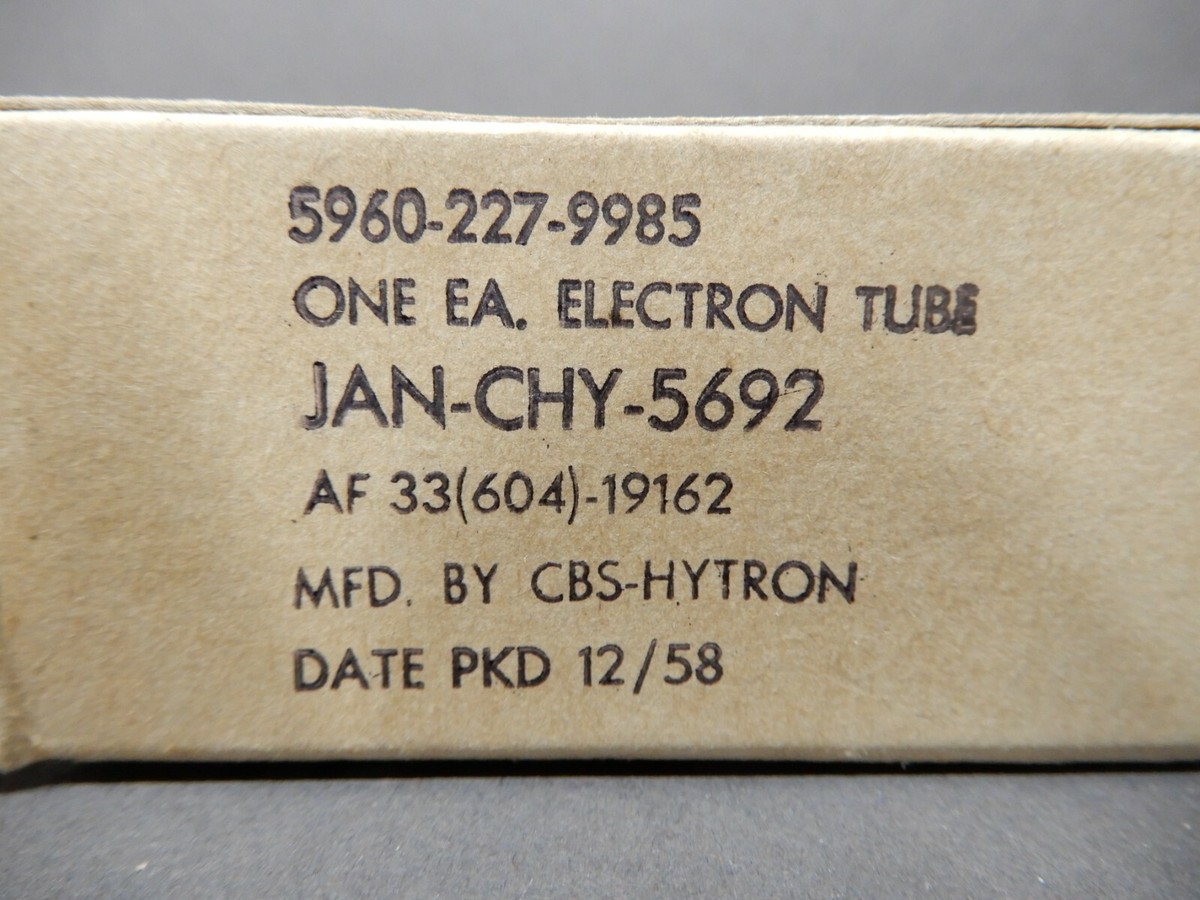 5960-227-9985
ONE EA. ELECTRON TUBE
JAN-CHY-5692
AF 33(604)-19162
MFD. BY CBS-HYTRON
DATE PKD 12/58